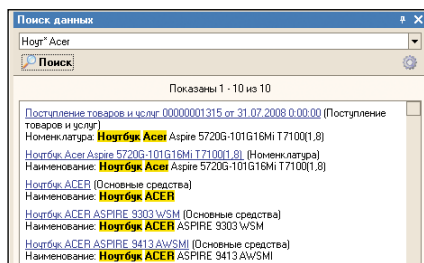 Поиск данных
Ноут* Acer
Поиск
Показаны 1 - 10 из 10
Поступление товаров и услуг 00000001315 от 31.07.2008 0:00:00 (Поступление
товаров и услуг)
Номенклатура: Ноутбук Acer Aspire 5720G-101G16Mi T7100(1,8)
Ноутбук Acer Aspire 5720G-101G16Mi T7100(1,8) (Номенклатура)
Наименование: Ноутбук Acer Aspire 5720G-101G16Mi T7100(1,8)
Ноутбук ACER (Основные средства)
Наименование: Ноутбук ACER
Ноутбук ACER ASPIRE 9303 WSM (Основные средства)
Наименование: Ноутбук ACER ASPIRE 9303 WSM
Ноутбук ACER ASPIRE 9413 AWSMI (Основные средства)
Наименование: Ноутбук ACER ASPIRE 9413 AWSMI